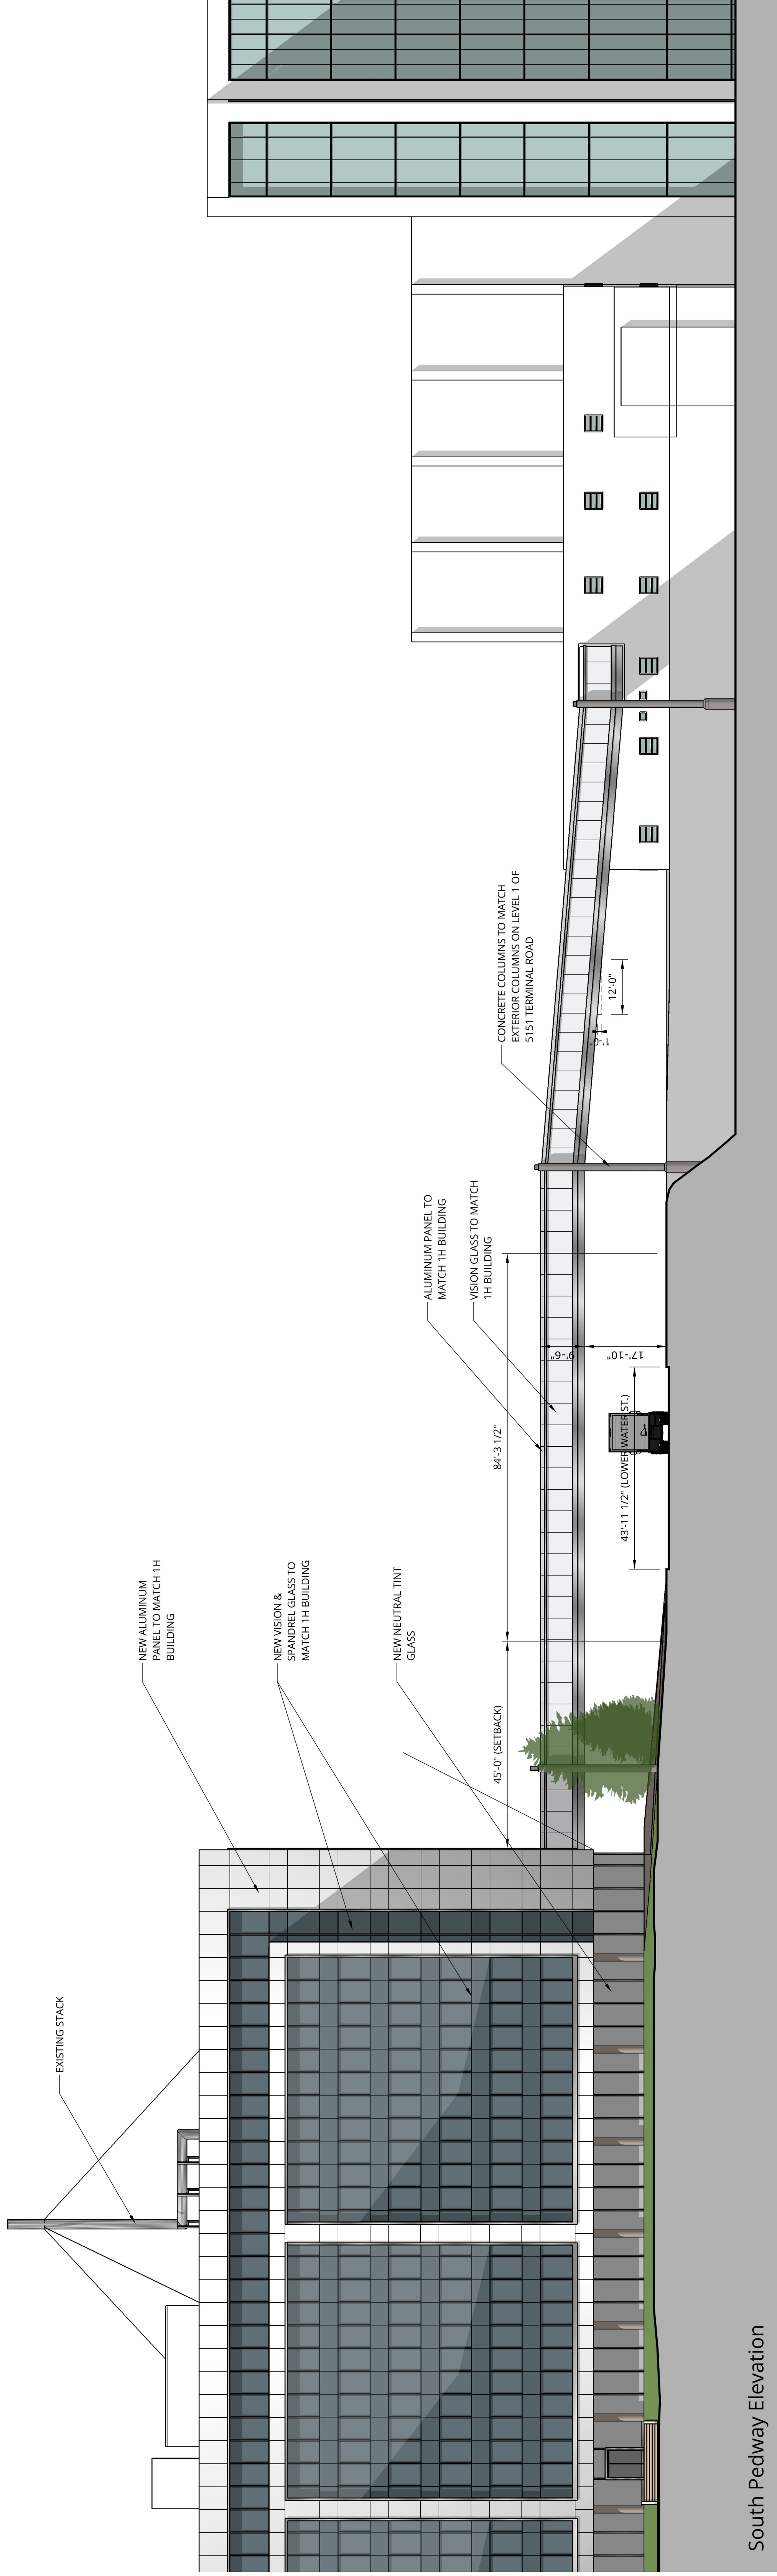 EXISTING STACK
NEW ALUMINUM
PANEL TO MATCH 1H
BUILDING
NEW VISION &
SPANDREL GLASS TO
MATCH 1H BUILDING
NEW NEUTRAL TINT
GLASS
45'-0" (SETBACK)
84'-3 1/2"
ALUMINUM PANEL TO
MATCH 1H BUILDING
VISION GLASS TO MATCH
1H BUILDING
9'-6"
17'-10"
43'-11 1/2" (LOWER WATER ST.)
CONCRETE COLUMNS TO MATCH
EXTERIOR COLUMNS ON LEVEL 1 OF
5151 TERMINAL ROAD
1'-0"
12'-0"
South Pedway Elevation